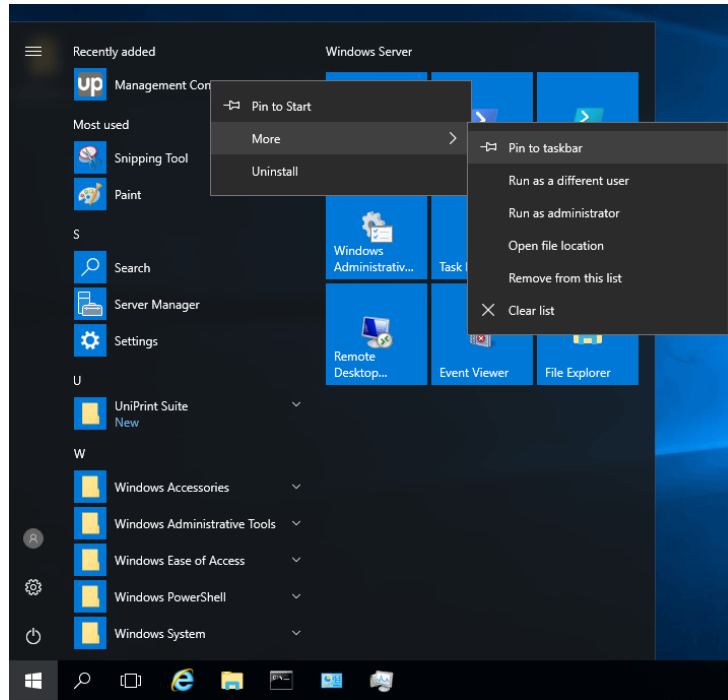 Recently added
Windows Server
up
Management Con
Pin to Start
More
Uninstall
Pin to taskbar
Run as a different user
Run as administrator
Open file location
Remove from this list
Clear list
Most used
Snipping Tool
Paint
S
Search
Server Manager
Settings
U
UniPrint Suite
New
W
Windows Accessories
Windows Administrative Tools
Windows Ease of Access
Windows PowerShell
Windows System
Windows
Administrativ...
Task
Remote
Desktop...
Event Viewer
File Explorer